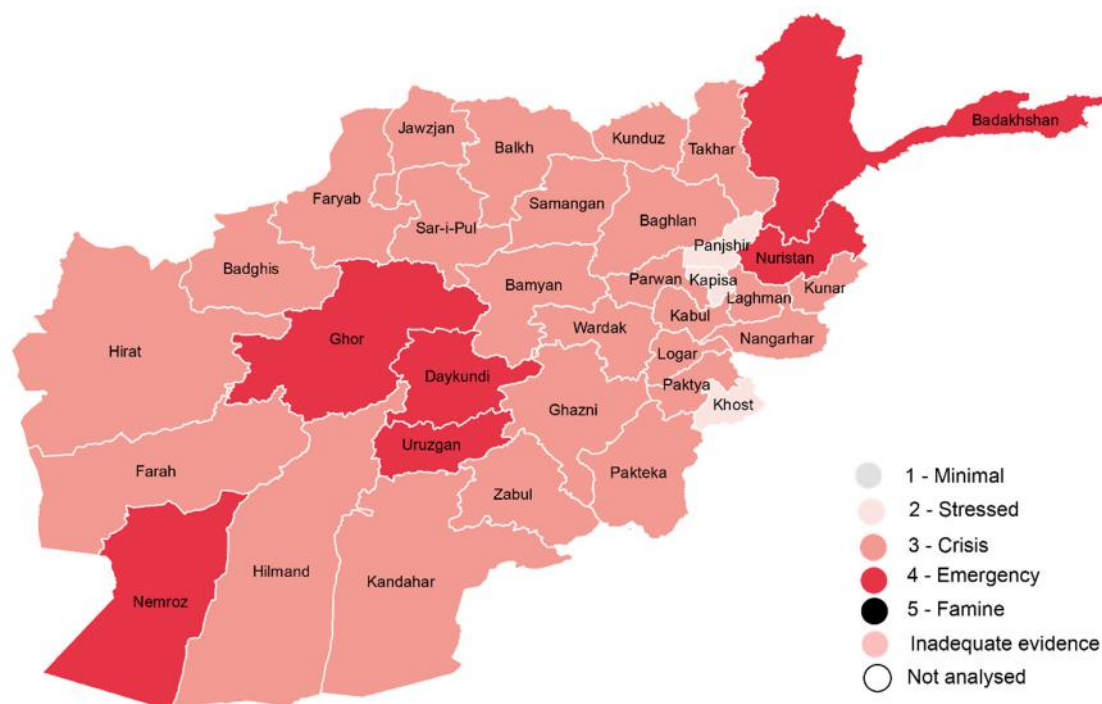 Badakhshan
Jawzjan
Balkh
Kunduz
Takhar
Faryab
Samangan
Sar-i-Pul
Baghlan
Panjshir
Nuristan
Badghis
Bamyan
Parwan
Kapisa
Laghman
Kunar
Kabul
Wardak
Nangarhar
Ghor
Hirat
Logar
Daykundi
Paktya
Khost
Ghazni
Uruzgan
Farah
Pakteka
Zabul
Hilmand
Kandahar
Nemroz
1 - Minimal
2 - Stressed
3 - Crisis
4 - Emergency
5 - Famine
Inadequate evidence
Not analysed